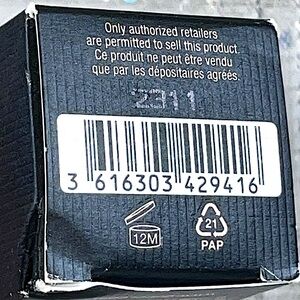 Only authorized retailers
are permitted to sell this product.
Ce produit ne peut être vendu
que par les dépositaires agréés.
3 616303 429416
12M
21
PAP